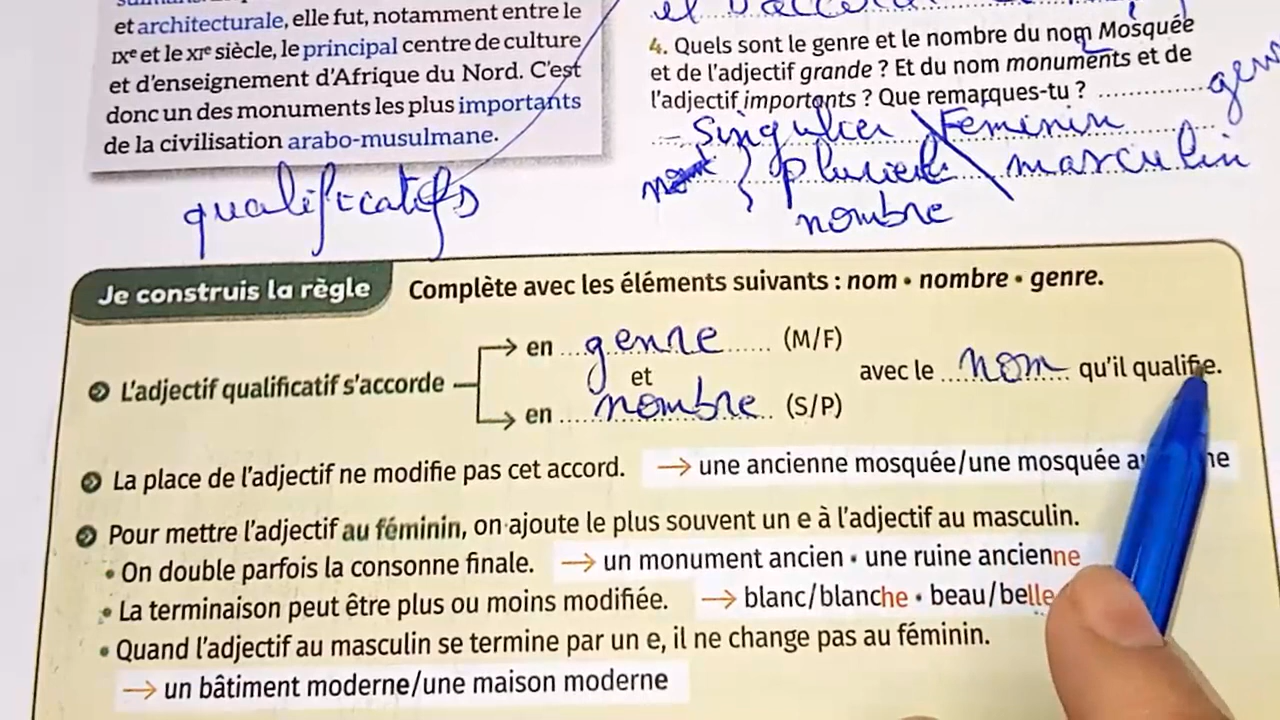 et architecturale, elle fut, notamment entre le
IXe et le XIe siècle, le principal centre de culture
et d'enseignement d'Afrique du Nord. C'est
donc un des monuments les plus importants
de la civilisation arabo-musulmane.
qualificatifs
4. Quels sont le genre et le nombre du nom Mosquée
et de l'adjectif grande ? Et du nom monuments et de
l'adjectif importants ? Que remarques-tu ? ..............
- Singulier \ Féminin
pluriel \ masculin
nombre
Je construis la règle
Complète avec les éléments suivants : nom • nombre • genre.
L'adjectif qualificatif s'accorde
→ en genre (M/F)
et
→ en nombre (S/P)
avec le nom qu'il qualifie.
La place de l'adjectif ne modifie pas cet accord. → une ancienne mosquée/une mosquée
Pour mettre l'adjectif au féminin, on ajoute le plus souvent un e à l'adjectif au masculin.
• On double parfois la consonne finale. → un monument ancien • une ruine ancienne
• La terminaison peut être plus ou moins modifiée. → blanc/blanche • beau/belle
• Quand l'adjectif au masculin se termine par un e, il ne change pas au féminin.
→ un bâtiment moderne/une maison moderne